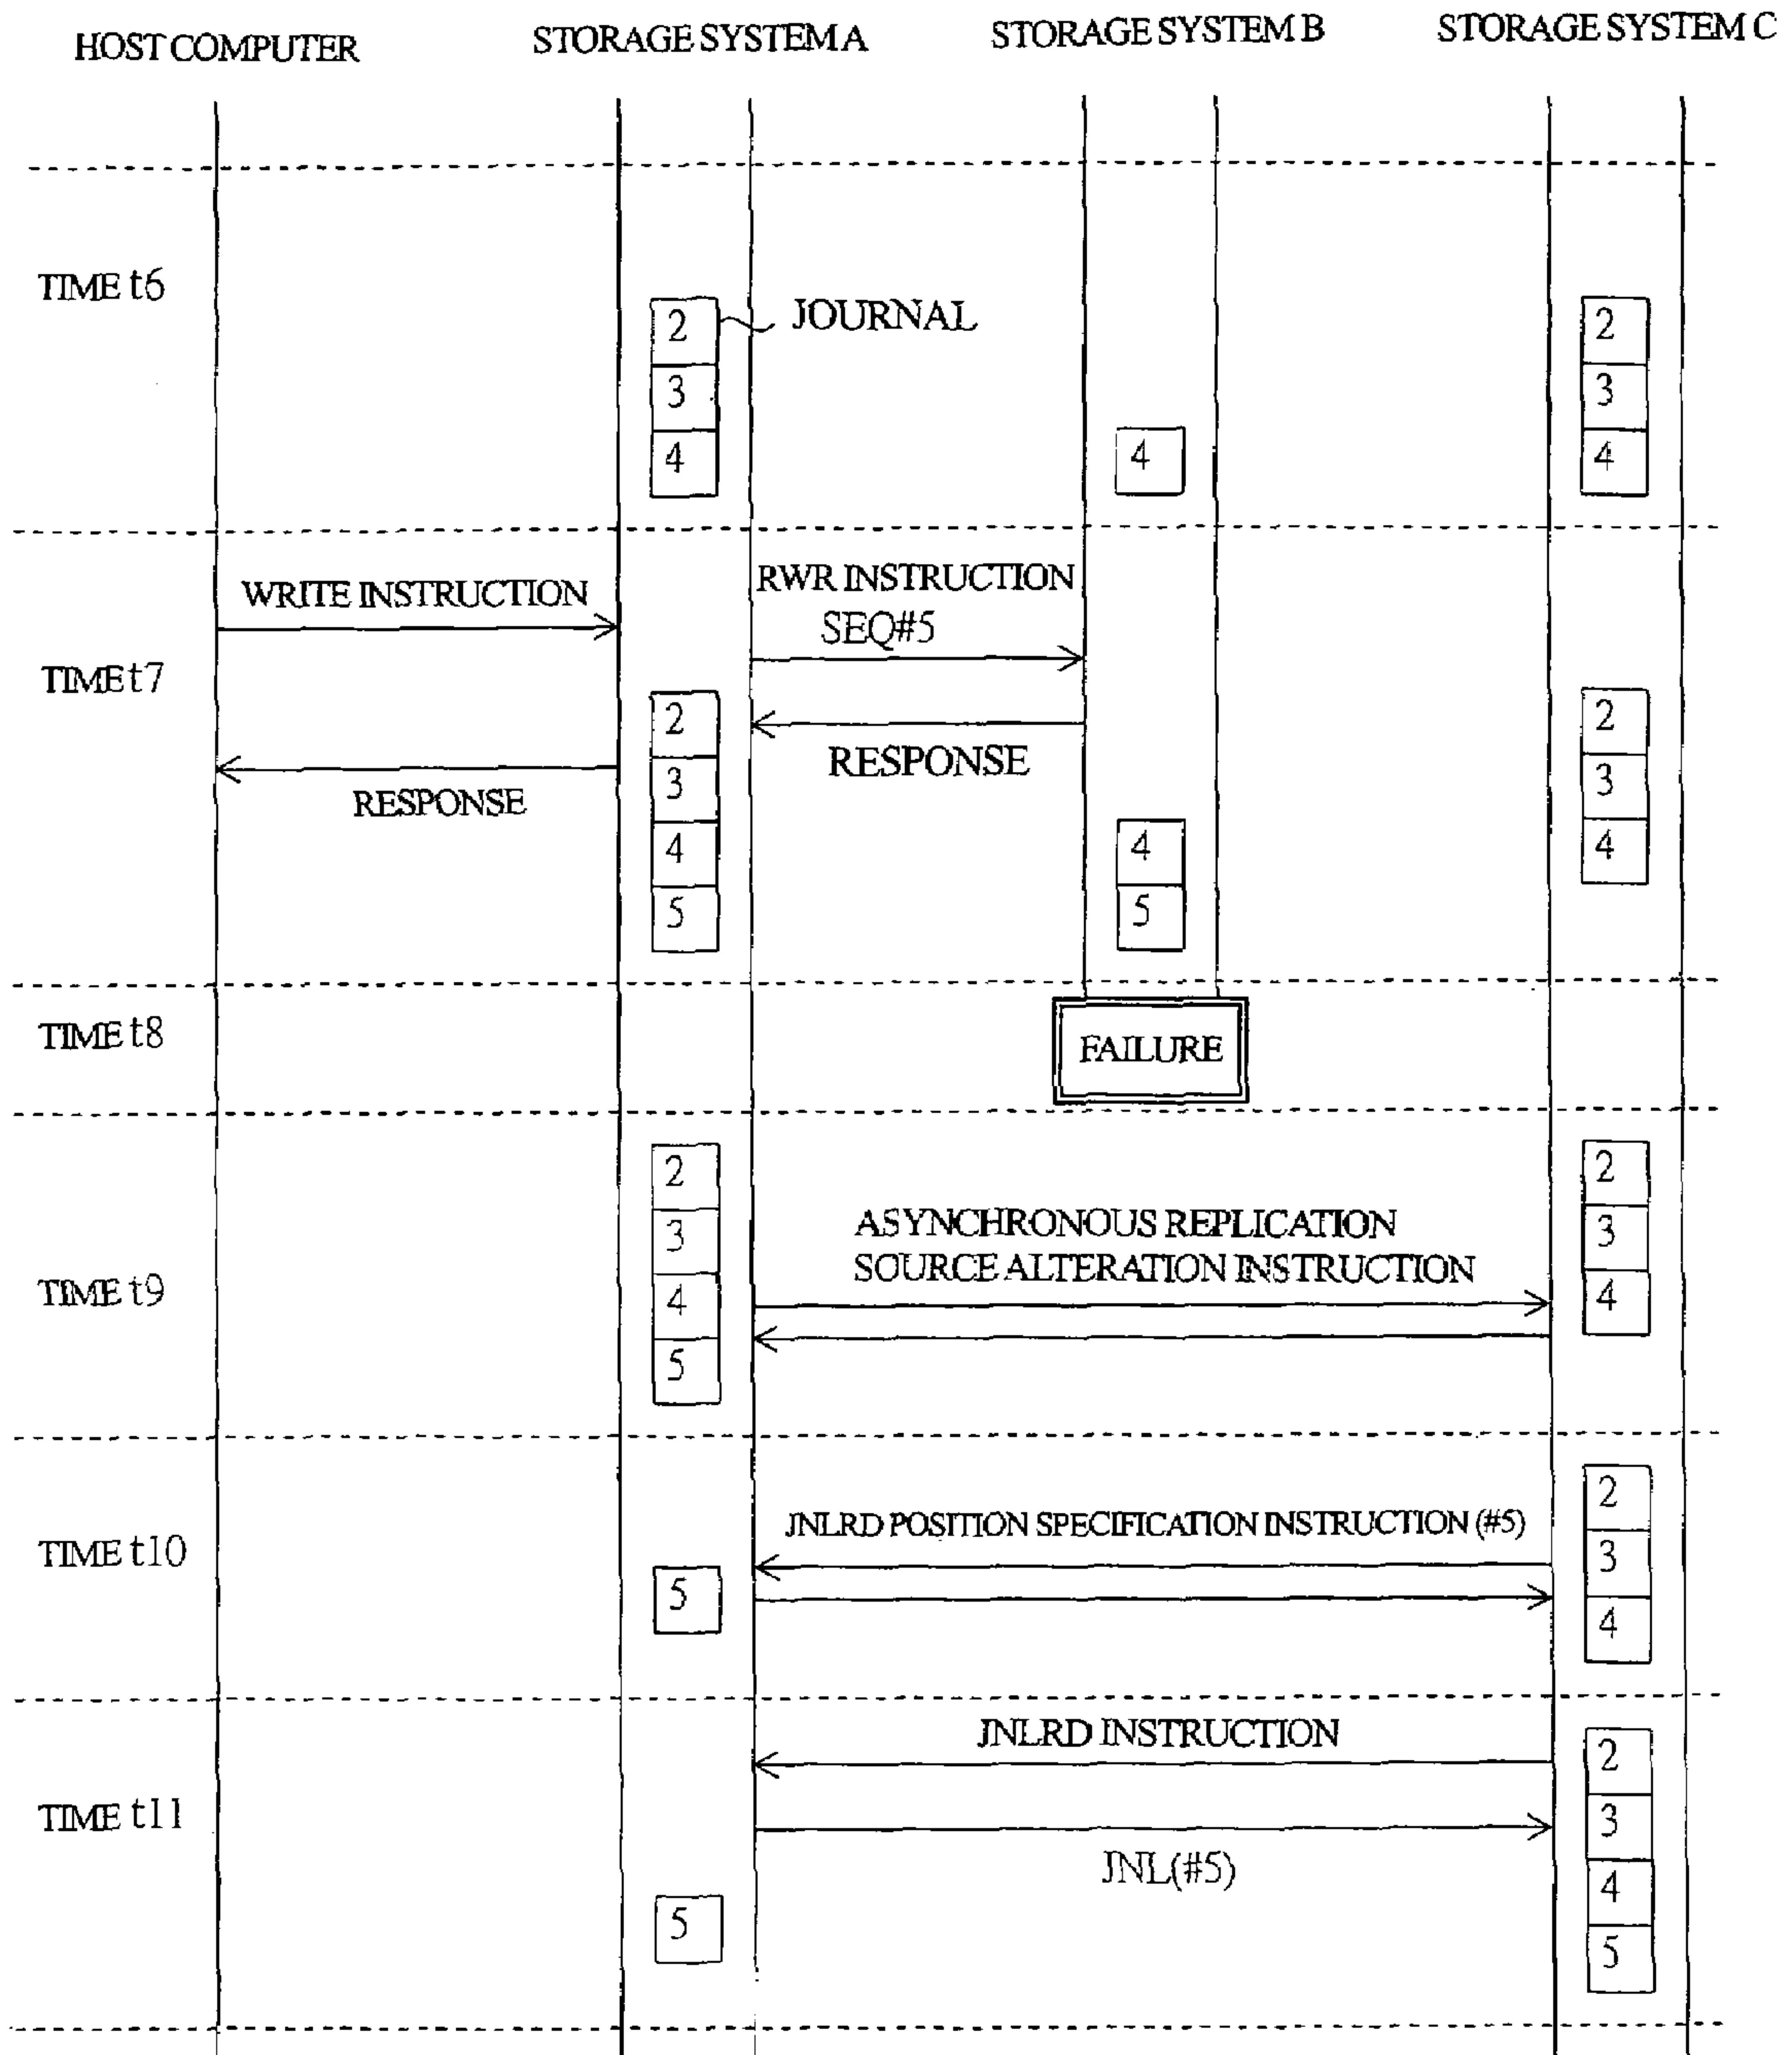 HOST COMPUTER STORAGE SYSTEM A STORAGE SYSTEM B STORAGE SYSTEM C
TIME t6
2 JOURNAL 2
3 3
4 4 4
WRITE INSTRUCTION RWR INSTRUCTION
SEQ#5
TIME t7
2 2
RESPONSE
3 3
RESPONSE
4 4 4
5 5
TIME t8 FAILURE
2 2
3 ASYNCHRONOUS REPLICATION 3
SOURCE ALTERATION INSTRUCTION
TIME t9 4 4
5
2
JNLRD POSITION SPECIFICATION INSTRUCTION (#5)
TIME t10 3
5 4
JNLRD INSTRUCTION
2
TIME t11 3
JNL(#5)
4
5 5